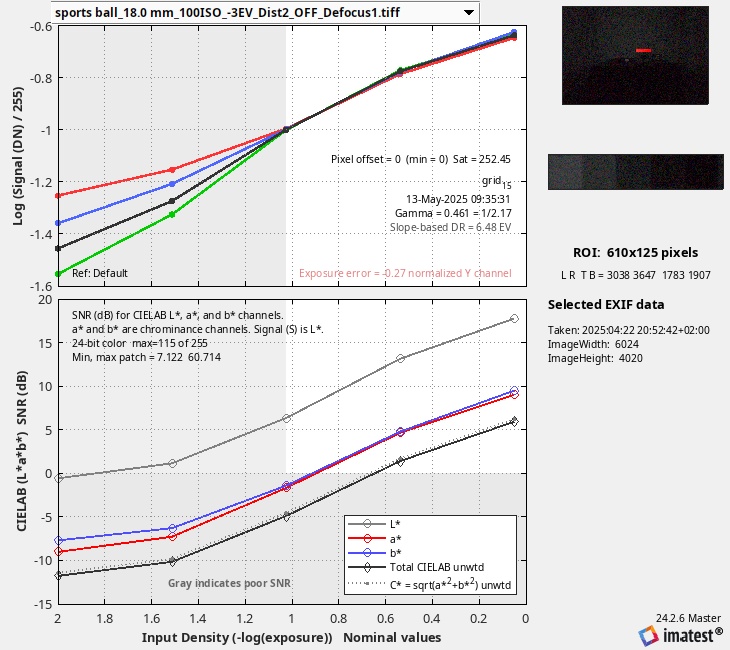 sports ball_18.0 mm_100ISO_-3EV_Dist2_OFF_Defocus1.tiff
-0.6
-0.8
-1
-1.2
-1.4
-1.6
Log (Signal (DN) / 255)
Pixel offset = 0 (min = 0) Sat = 252.45
grid15
13-May-2025 09:35:31
Gamma = 0.461 = 1/2.17
Slope-based DR = 6.48 EV
Ref: Default
Exposure error = -0.27 normalized Y channel
20
15
10
5
0
-5
-10
-15
CIELAB (L*a*b*) SNR (dB)
SNR (dB) for CIELAB L*, a*, and b* channels.
a* and b* are chrominance channels. Signal (S) is L*.
24-bit color max=115 of 255
Min, max patch = 7.122 60.714
L*
a*
b*
Total CIELAB unwtd
C* = sqrt(a*2+b*2) unwtd
Gray indicates poor SNR
2 1.8 1.6 1.4 1.2 1 0.8 0.6 0.4 0.2 0
Input Density (-log(exposure)) Nominal values
ROI: 610x125 pixels
L R T B = 3038 3647 1783 1907
Selected EXIF data
Taken: 2025:04:22 20:52:42+02:00
ImageWidth: 6024
ImageHeight: 4020
24.2.6 Master
imatest®